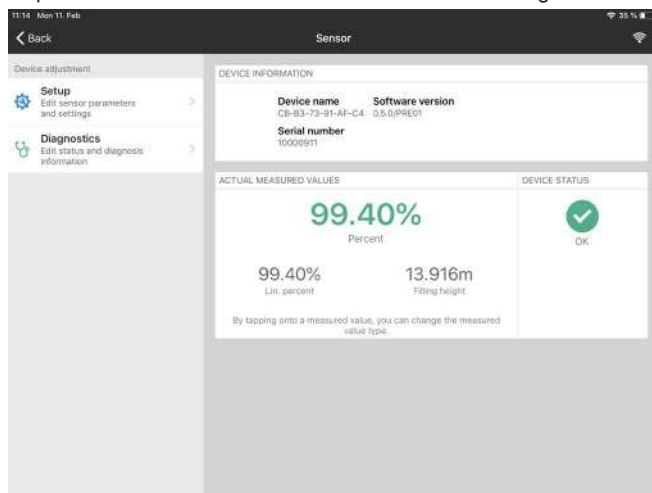 11:14 Mon 11. Feb
35 %
Back
Sensor
Device adjustment
Setup
Edit sensor parameters
and settings
Diagnostics
Edit status and diagnosis
information
DEVICE INFORMATION
Device name
CB-B3-73-91-AF-C4
Software version
0.5.0/PRE01
Serial number
10000911
ACTUAL MEASURED VALUES
99.40%
Percent
99.40%
Lin. percent
13.916m
Filling height
By tapping onto a measured value, you can change the measured
value type.
DEVICE STATUS
OK